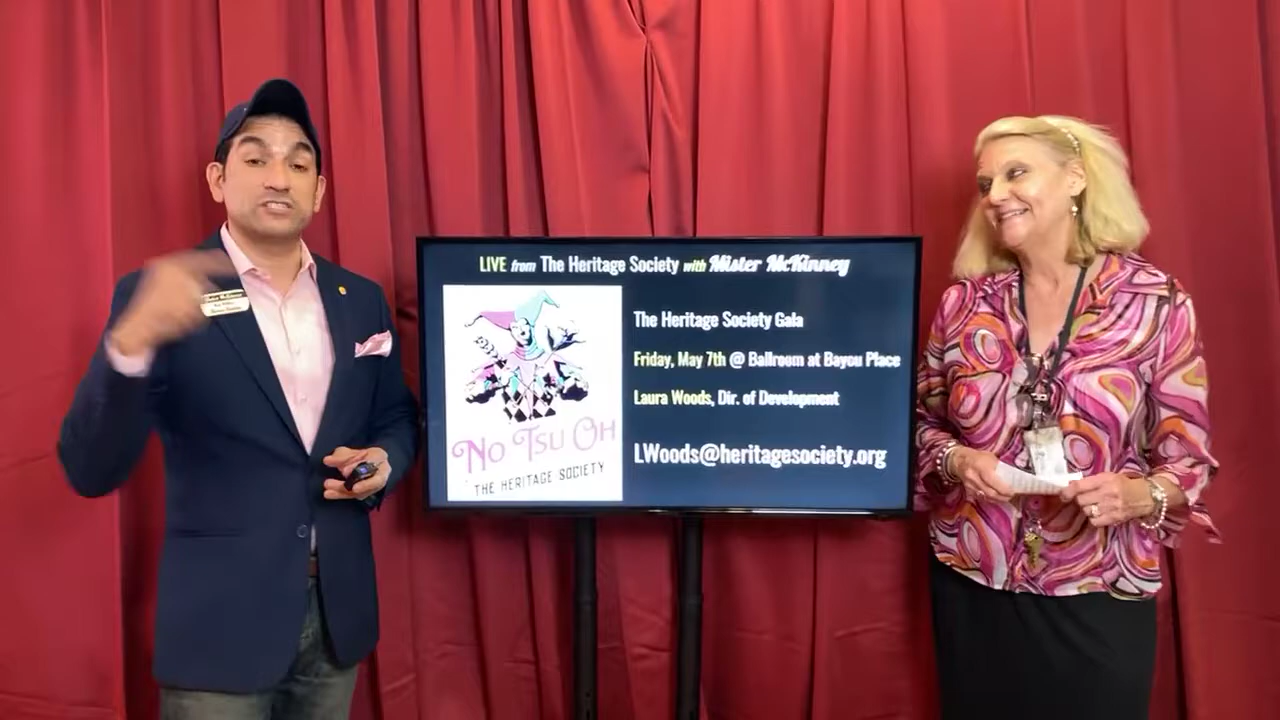 LIVE from The Heritage Society with Mister McKinney
The Heritage Society Gala
Friday, May 7th @ Ballroom at Bayou Place
Laura Woods, Dir. of Development
LWoods@heritagesociety.org
No Tsu Oh
THE HERITAGE SOCIETY